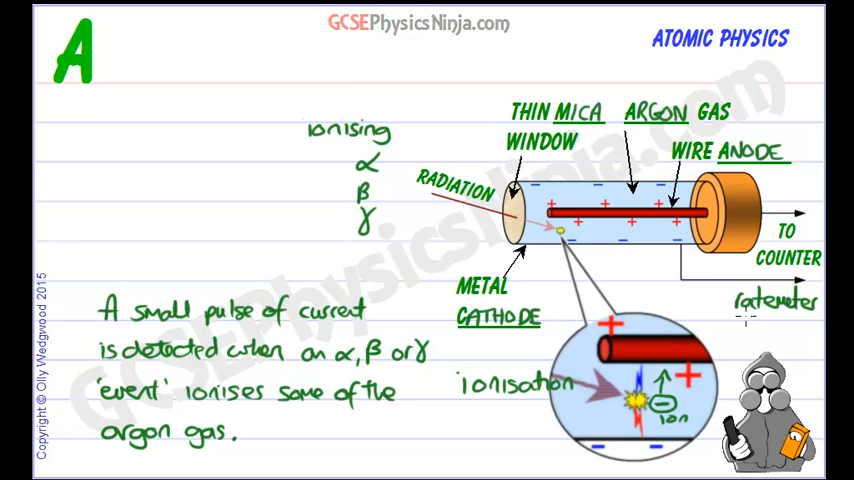 GCSEPhysicsNinja.com
A
ATOMIC PHYSICS
ionising
α
β
γ
THIN MICA
WINDOW
ARGON GAS
WIRE ANODE
RADIATION
TO
COUNTER
METAL
CATHODE
ratemeter
A small pulse of current
is detected when an α, β or γ
'event' ionises some of the
argon gas.
ionisation
ion
Copyright © Olly Wedgwood 2015
GCSEPhysicsNinja.com